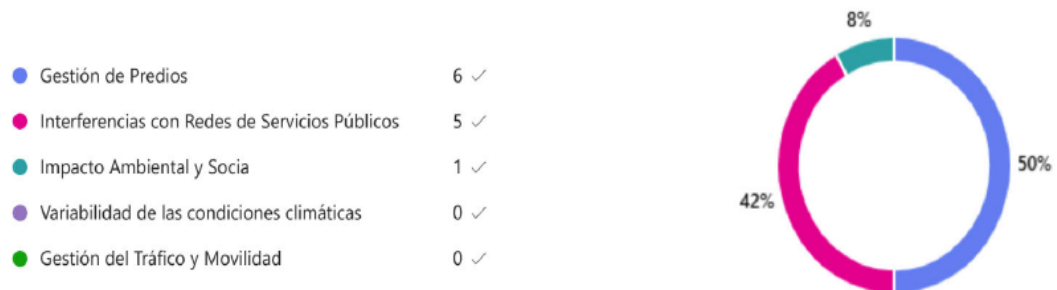 8%
Gestión de Predios 6 ✓
Interferencias con Redes de Servicios Públicos 5 ✓
Impacto Ambiental y Socia 1 ✓
50%
42%
Variabilidad de las condiciones climáticas 0 ✓
Gestión del Tráfico y Movilidad 0 ✓